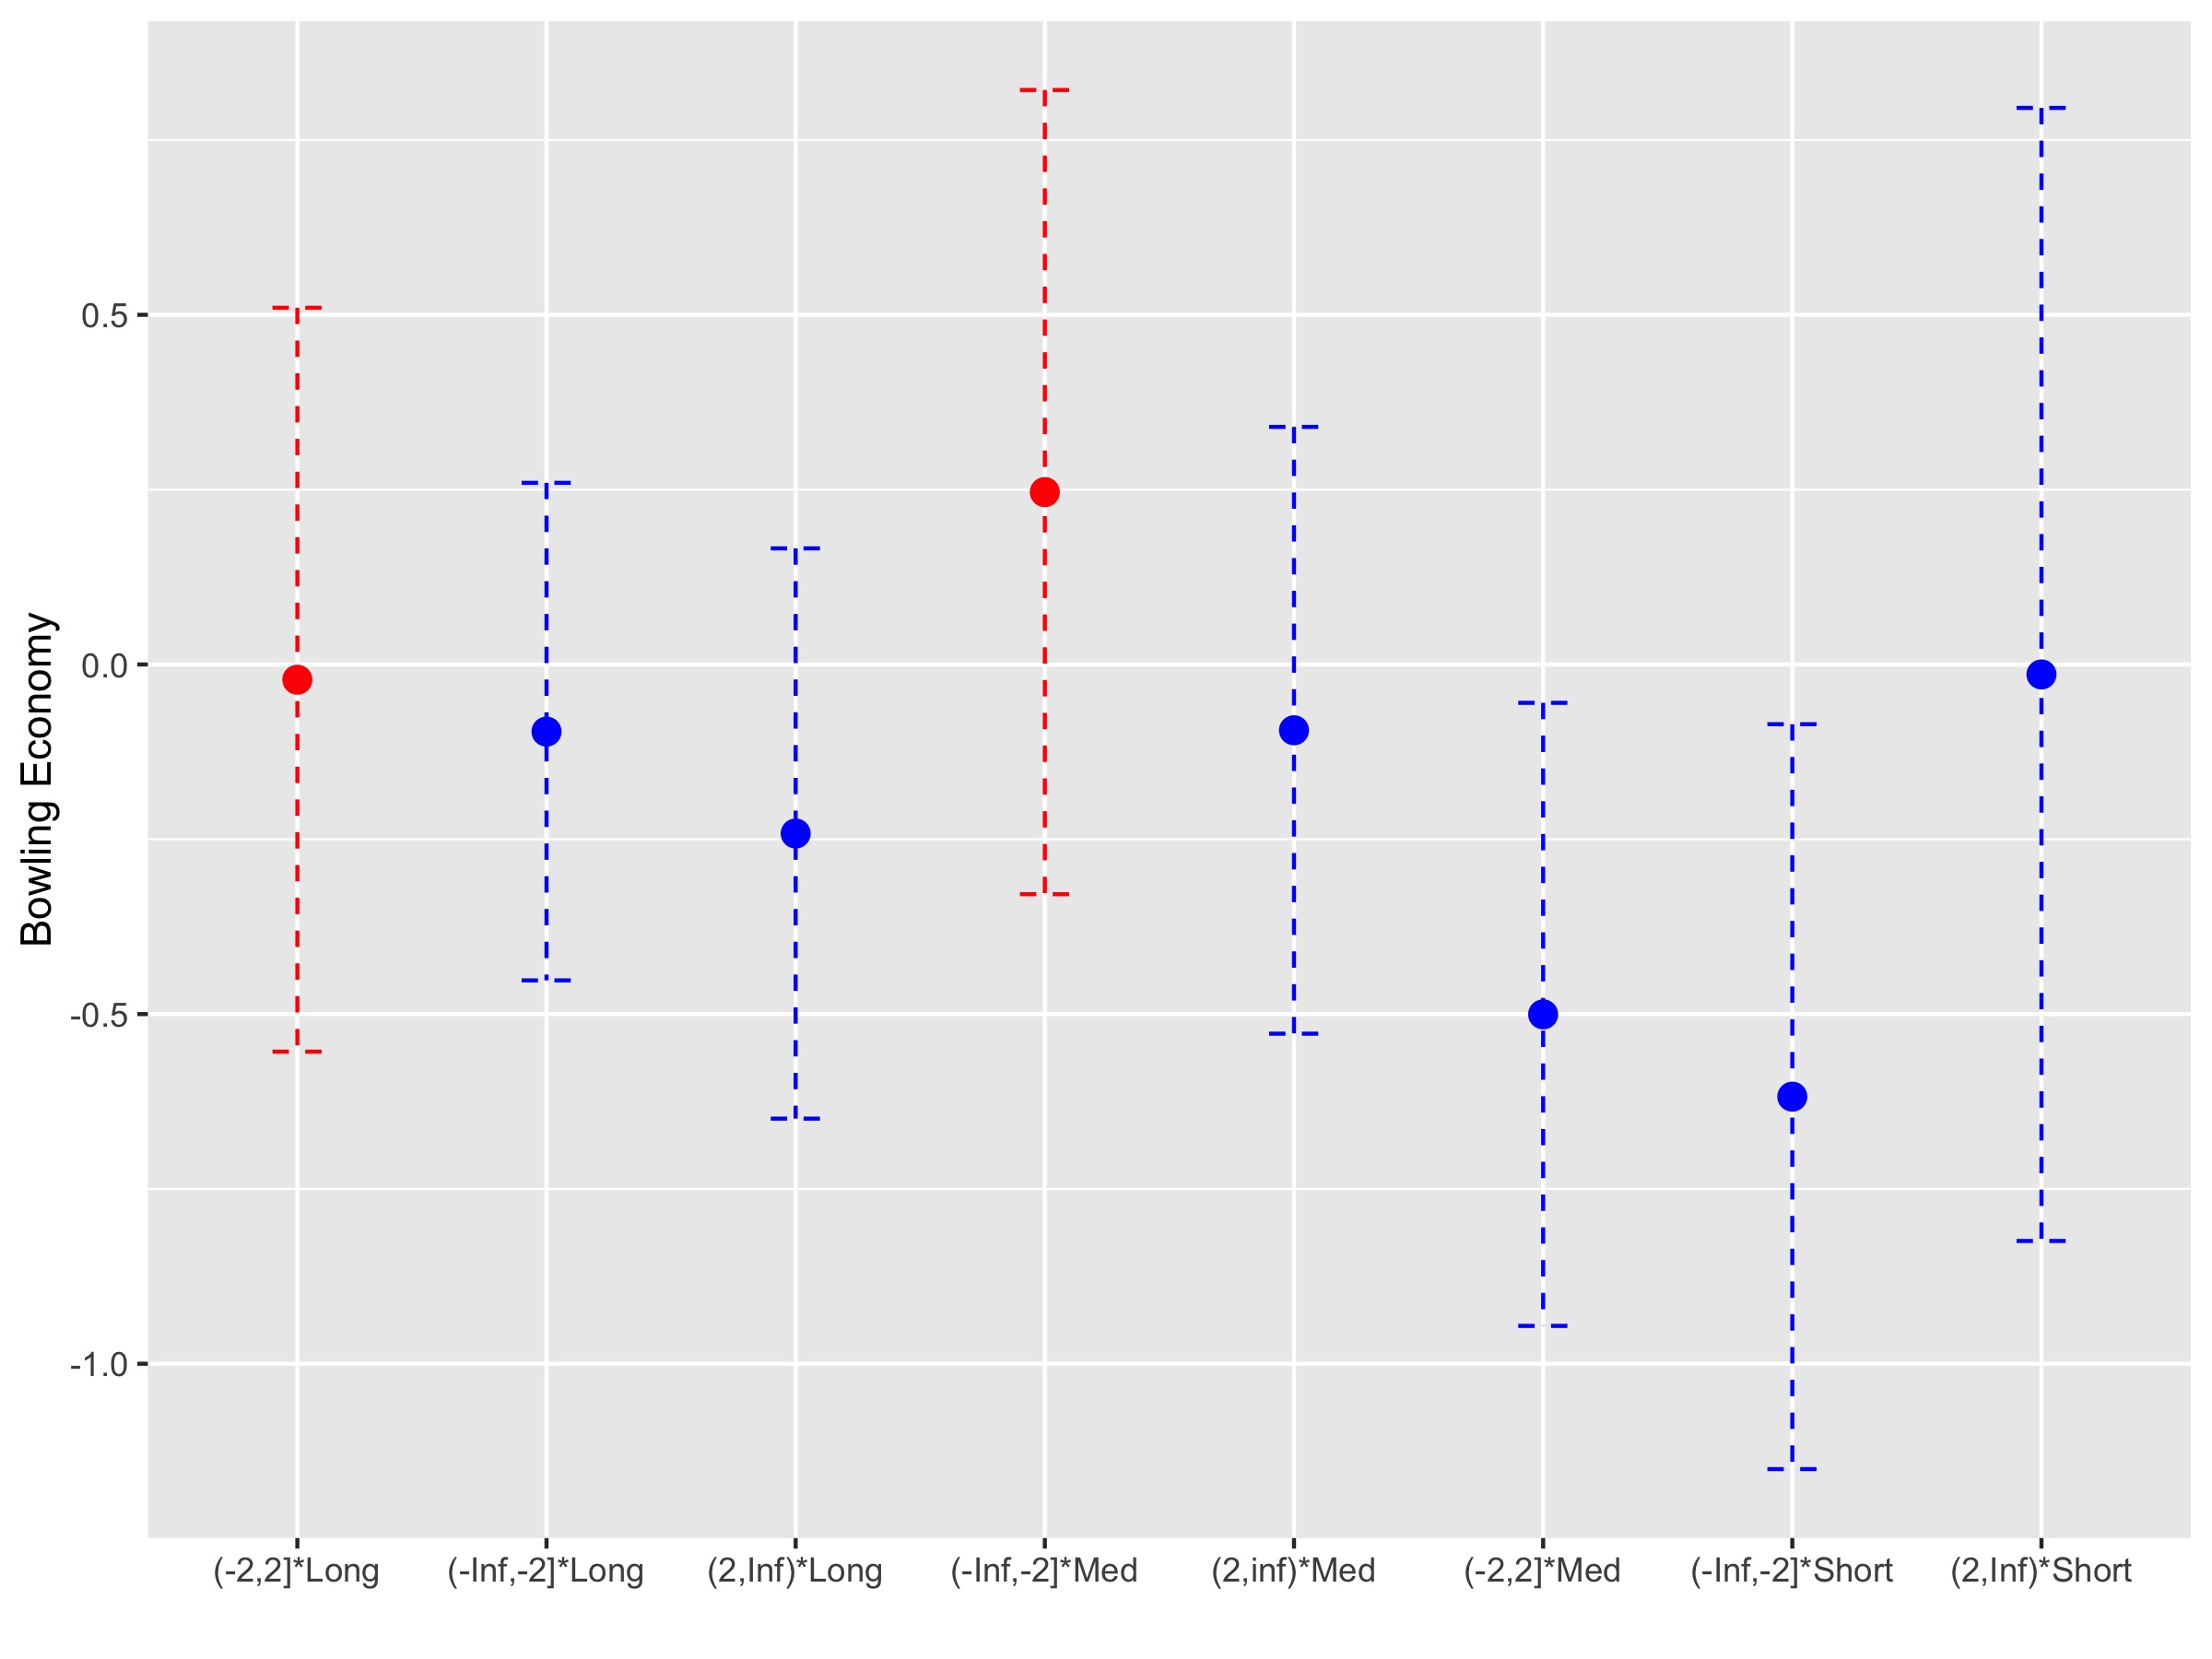 Bowling Economy
0.5
0.0
-0.5
-1.0
(-2,2]*Long
(-Inf,-2]*Long
(2,Inf)*Long
(-Inf,-2]*Med
(2,inf)*Med
(-2,2]*Med
(-Inf,-2]*Short
(2,Inf)*Short